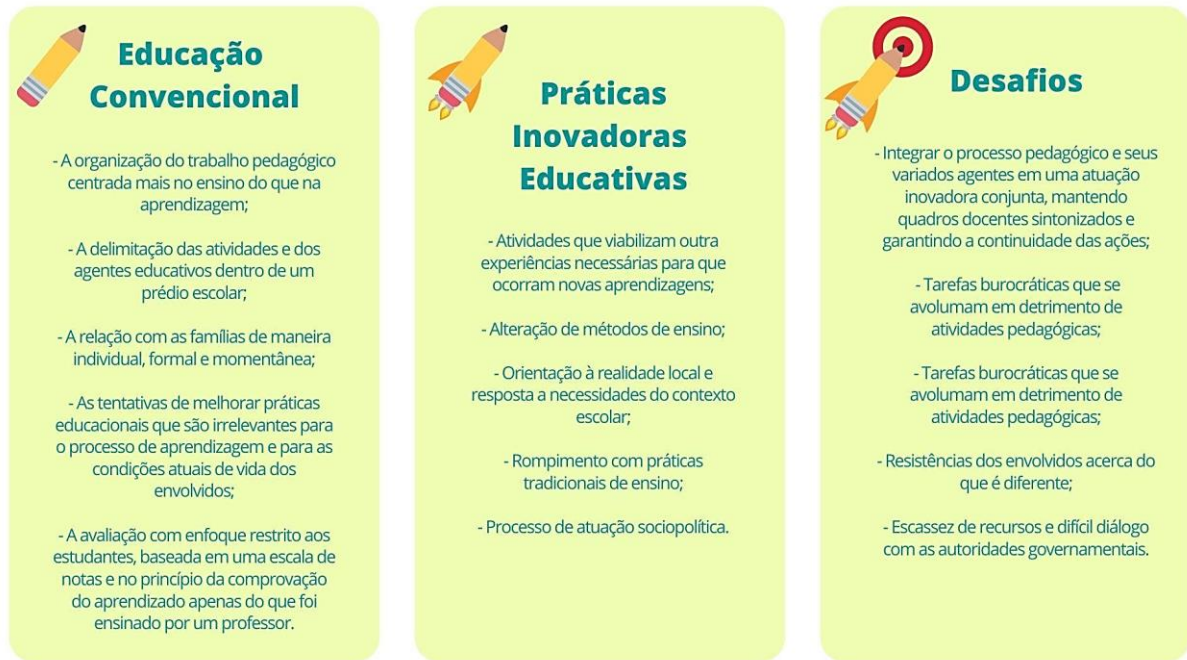 Educação
Convencional
- A organização do trabalho pedagógico
centrada mais no ensino do que na
aprendizagem;
- A delimitação das atividades e dos
agentes educativos dentro de um
prédio escolar;
- A relação com as famílias de maneira
individual, formal e momentânea;
- As tentativas de melhorar práticas
educacionais que são irrelevantes para
o processo de aprendizagem e para as
condições atuais de vida dos
envolvidos;
- A avaliação com enfoque restrito aos
estudantes, baseada em uma escala de
notas e no princípio da comprovação
do aprendizado apenas do que foi
ensinado por um professor.
Práticas
Inovadoras
Educativas
- Atividades que viabilizam outra
experiências necessárias para que
ocorram novas aprendizagens;
- Alteração de métodos de ensino;
- Orientação à realidade local e
resposta a necessidades do contexto
escolar;
- Rompimento com práticas
tradicionais de ensino;
- Processo de atuação sociopolítica.
Desafios
- Integrar o processo pedagógico e seus
variados agentes em uma atuação
inovadora conjunta, mantendo
quadros docentes sintonizados e
garantindo a continuidade das ações;
- Tarefas burocráticas que se
avolumam em detrimento de
atividades pedagógicas;
- Tarefas burocráticas que se
avolumam em detrimento de
atividades pedagógicas;
- Resistências dos envolvidos acerca do
que é diferente;
- Escassez de recursos e difícil diálogo
com as autoridades governamentais.